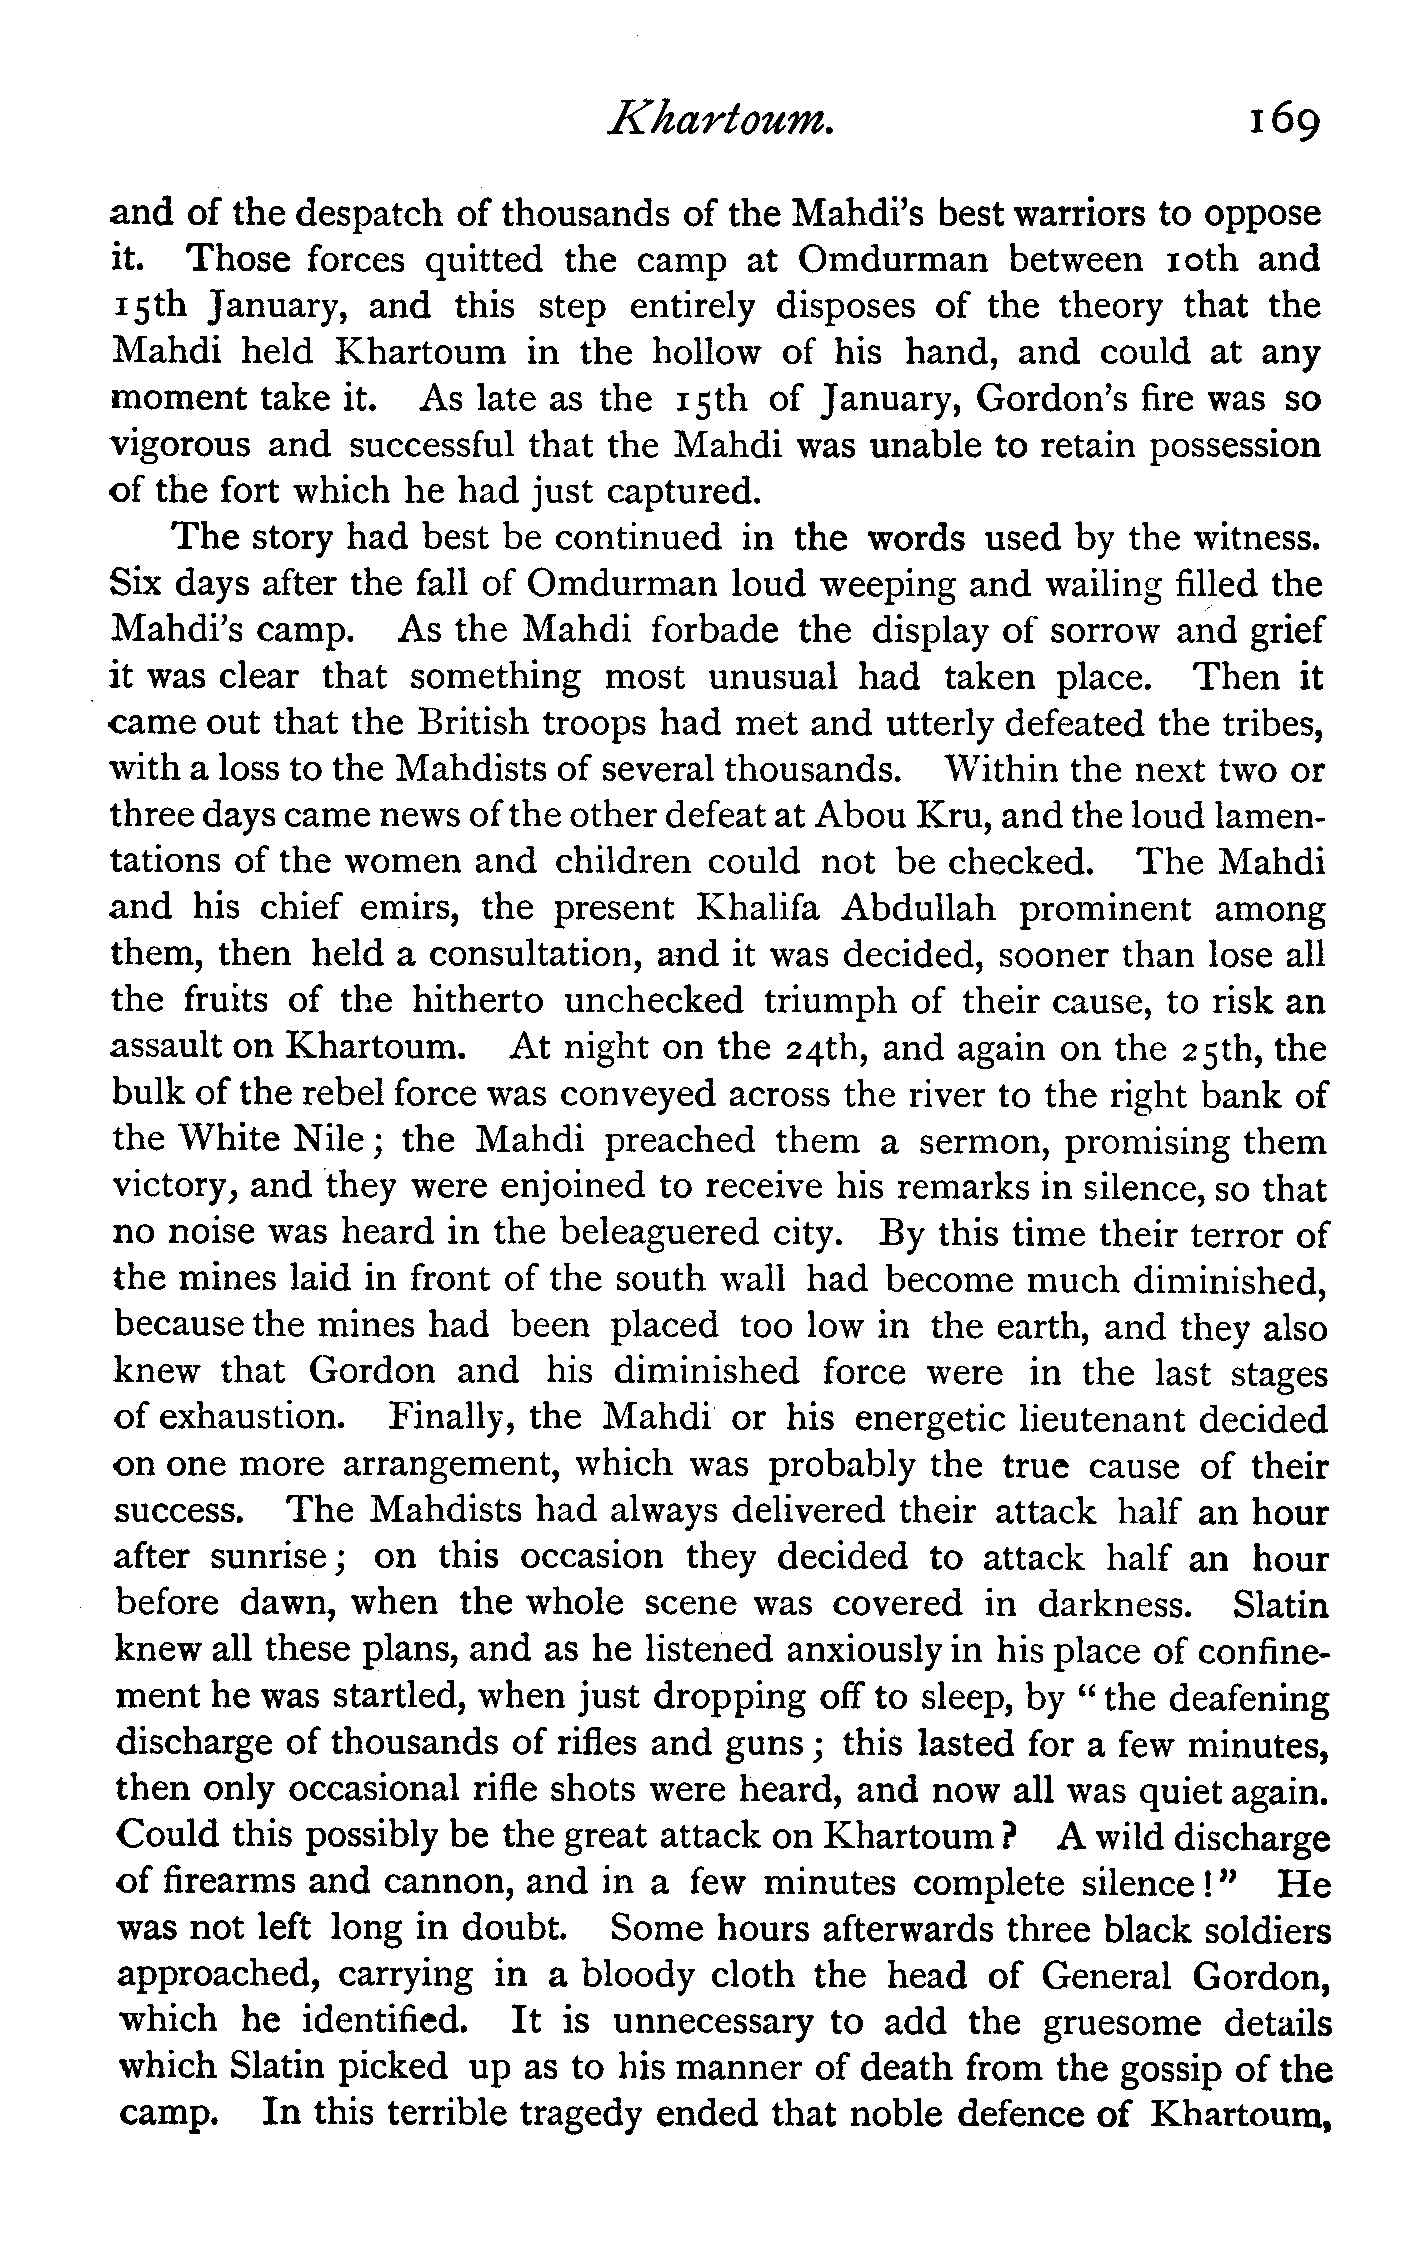 Khartoum. 169
and of the despatch of thousands of the Mahdi's best warriors to oppose
it. Those forces quitted the camp at Omdurman between 10th and
15th January, and this step entirely disposes of the theory that the
Mahdi held Khartoum in the hollow of his hand, and could at any
moment take it. As late as the 15th of January, Gordon's fire was so
vigorous and successful that the Mahdi was unable to retain possession
of the fort which he had just captured.
The story had best be continued in the words used by the witness.
Six days after the fall of Omdurman loud weeping and wailing filled the
Mahdi's camp. As the Mahdi forbade the display of sorrow and grief
it was clear that something most unusual had taken place. Then it
came out that the British troops had met and utterly defeated the tribes,
with a loss to the Mahdists of several thousands. Within the next two or
three days came news of the other defeat at Abou Kru, and the loud lamen-
tations of the women and children could not be checked. The Mahdi
and his chief emirs, the present Khalifa Abdullah prominent among
them, then held a consultation, and it was decided, sooner than lose all
the fruits of the hitherto unchecked triumph of their cause, to risk an
assault on Khartoum. At night on the 24th, and again on the 25th, the
bulk of the rebel force was conveyed across the river to the right bank of
the White Nile; the Mahdi preached them a sermon, promising them
victory, and they were enjoined to receive his remarks in silence, so that
no noise was heard in the beleaguered city. By this time their terror of
the mines laid in front of the south wall had become much diminished,
because the mines had been placed too low in the earth, and they also
knew that Gordon and his diminished force were in the last stages
of exhaustion. Finally, the Mahdi or his energetic lieutenant decided
on one more arrangement, which was probably the true cause of their
success. The Mahdists had always delivered their attack half an hour
after sunrise; on this occasion they decided to attack half an hour
before dawn, when the whole scene was covered in darkness. Slatin
knew all these plans, and as he listened anxiously in his place of confine-
ment he was startled, when just dropping off to sleep, by "the deafening
discharge of thousands of rifles and guns; this lasted for a few minutes,
then only occasional rifle shots were heard, and now all was quiet again.
Could this possibly be the great attack on Khartoum? A wild discharge
of firearms and cannon, and in a few minutes complete silence!" He
was not left long in doubt. Some hours afterwards three black soldiers
approached, carrying in a bloody cloth the head of General Gordon,
which he identified. It is unnecessary to add the gruesome details
which Slatin picked up as to his manner of death from the gossip of the
camp. In this terrible tragedy ended that noble defence of Khartoum,